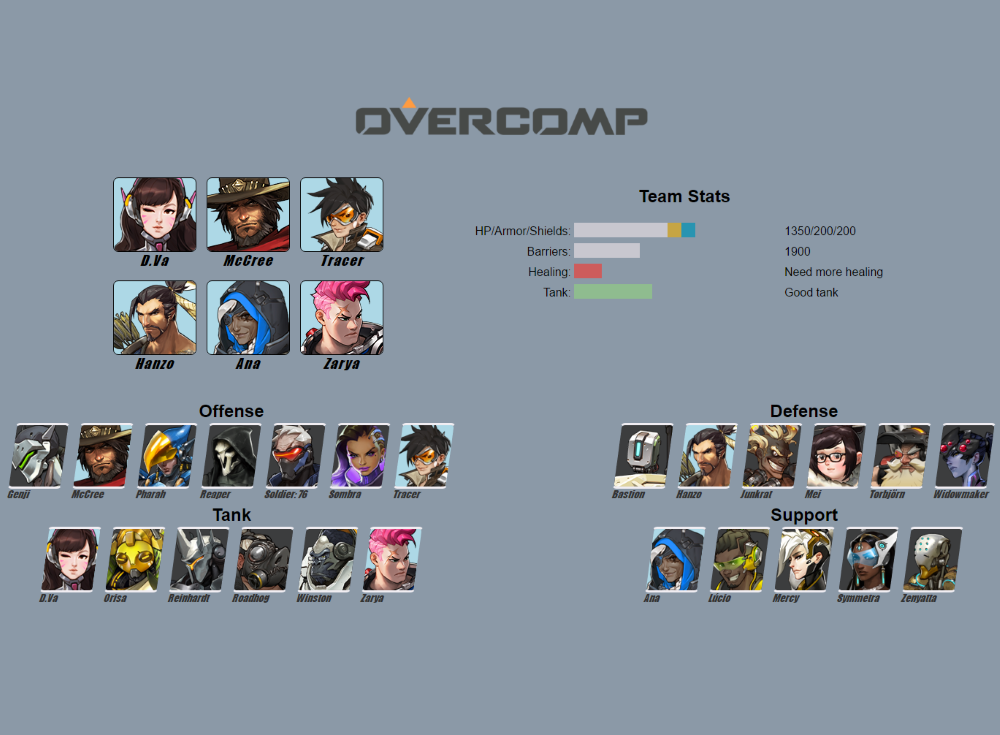 OVERCOMP
D.Va McCree Tracer
Hanzo Ana Zarya
Team Stats
HP/Armor/Shields: 1350/200/200
Barriers: 1900
Healing: Need more healing
Tank: Good tank
Offense
Genji McCree Pharah Reaper Soldier: 76 Sombra Tracer
Defense
Bastion Hanzo Junkrat Mei Torbjörn Widowmaker
Tank
D.Va Orisa Reinhardt Roadhog Winston Zarya
Support
Ana Lúcio Mercy Symmetra Zenyatta